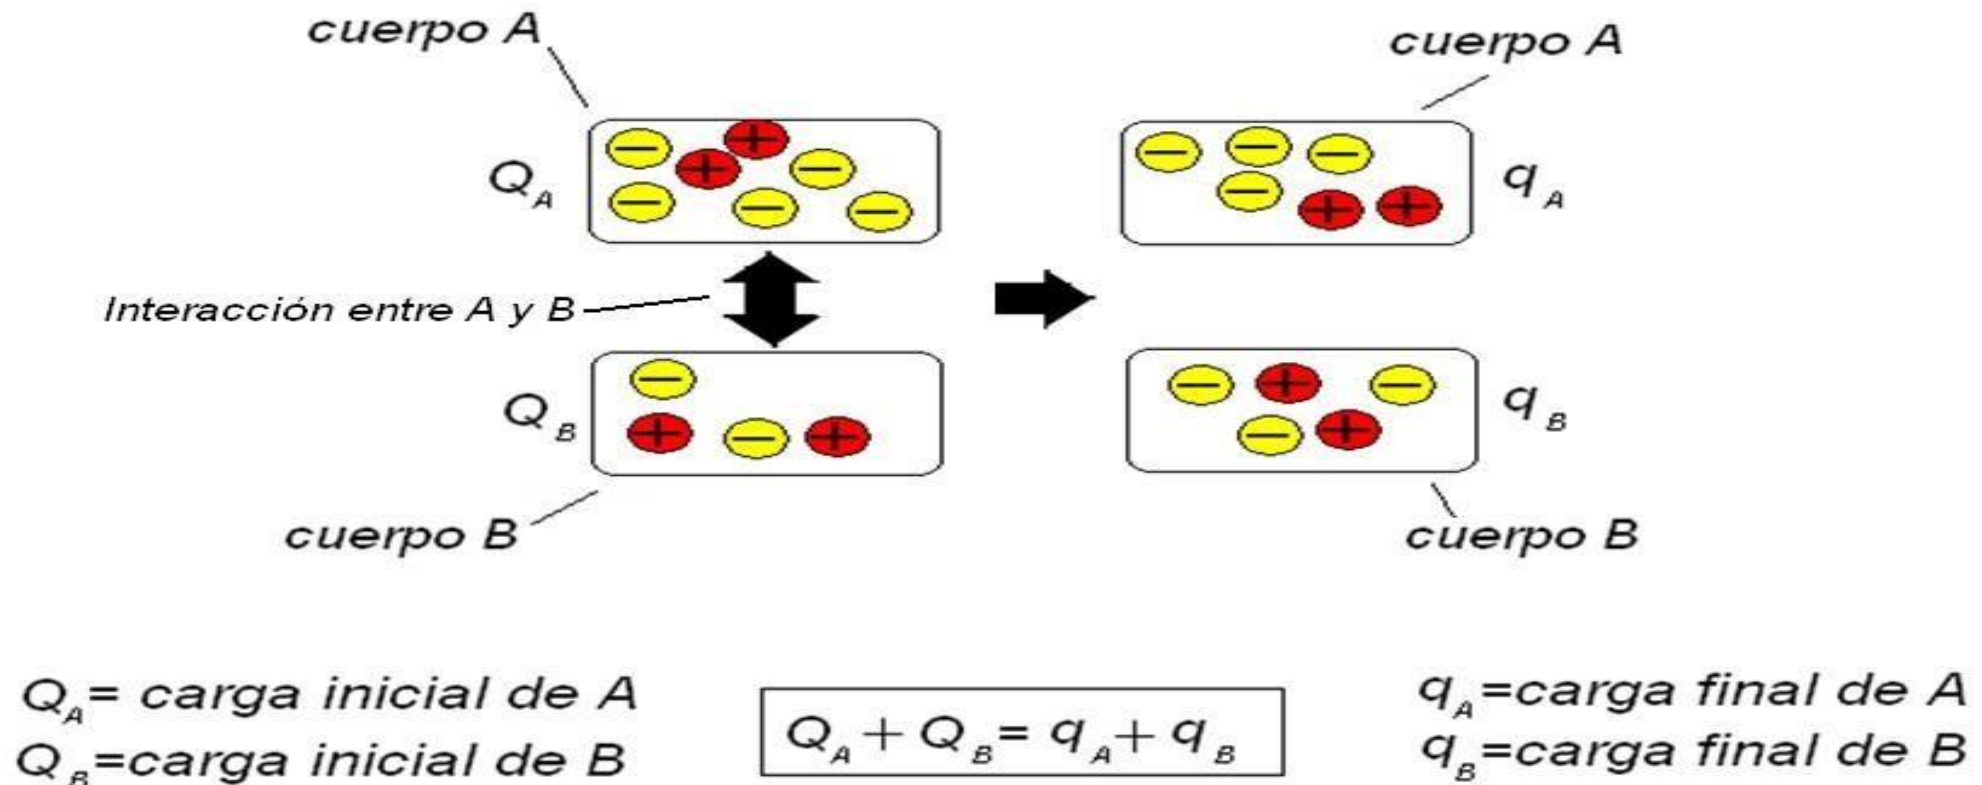 cuerpo A
cuerpo A
Q_A
q_A
Interacción entre A y B
Q_B
q_B
cuerpo B
cuerpo B
Q_A= carga inicial de A
Q_B=carga inicial de B
Q_A + Q_B = q_A + q_B
q_A=carga final de A
q_B=carga final de B